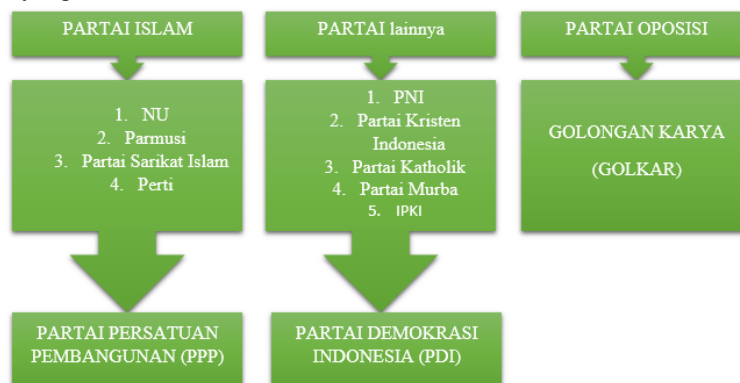 PARTAI ISLAM
1. NU
2. Parmusi
3. Partai Sarikat Islam
4. Perti
PARTAI PERSATUAN
PEMBANGUNAN (PPP)
PARTAI lainnya
1. PNI
2. Partai Kristen
Indonesia
3. Partai Katholik
4. Partai Murba
5. IPKI
PARTAI DEMOKRASI
INDONESIA (PDI)
PARTAI OPOSISI
GOLONGAN KARYA
(GOLKAR)